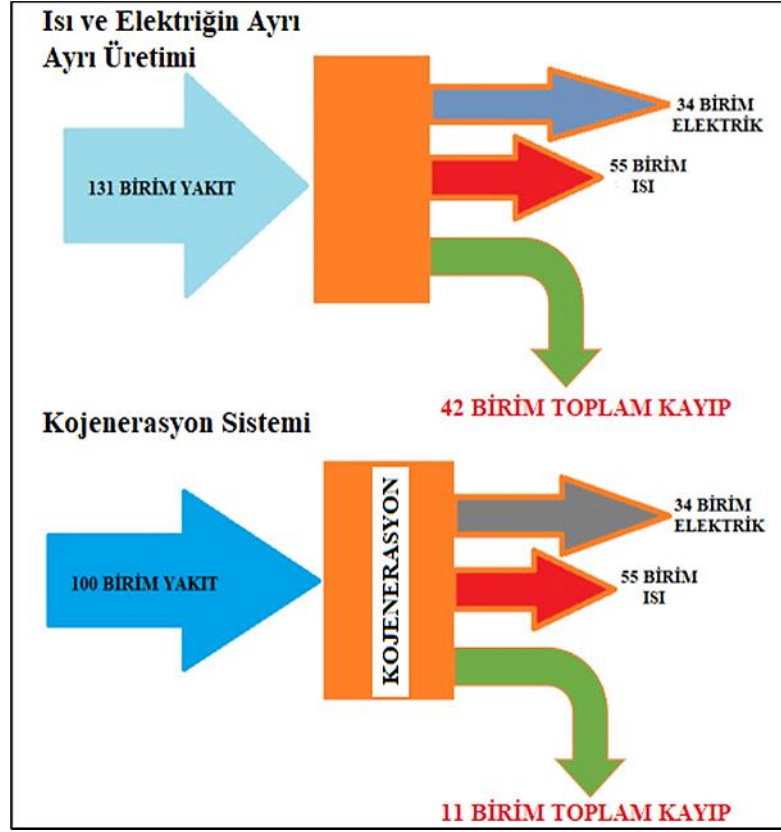 Isı ve Elektriğin Ayrı
Ayrı Üretimi
131 BİRİM YAKIT
34 BİRİM
ELEKTRİK
55 BİRİM
ISI
42 BİRİM TOPLAM KAYIP
Kojenerasyon Sistemi
100 BİRİM YAKIT
KOJENERASYON
34 BİRİM
ELEKTRİK
55 BİRİM
ISI
11 BİRİM TOPLAM KAYIP